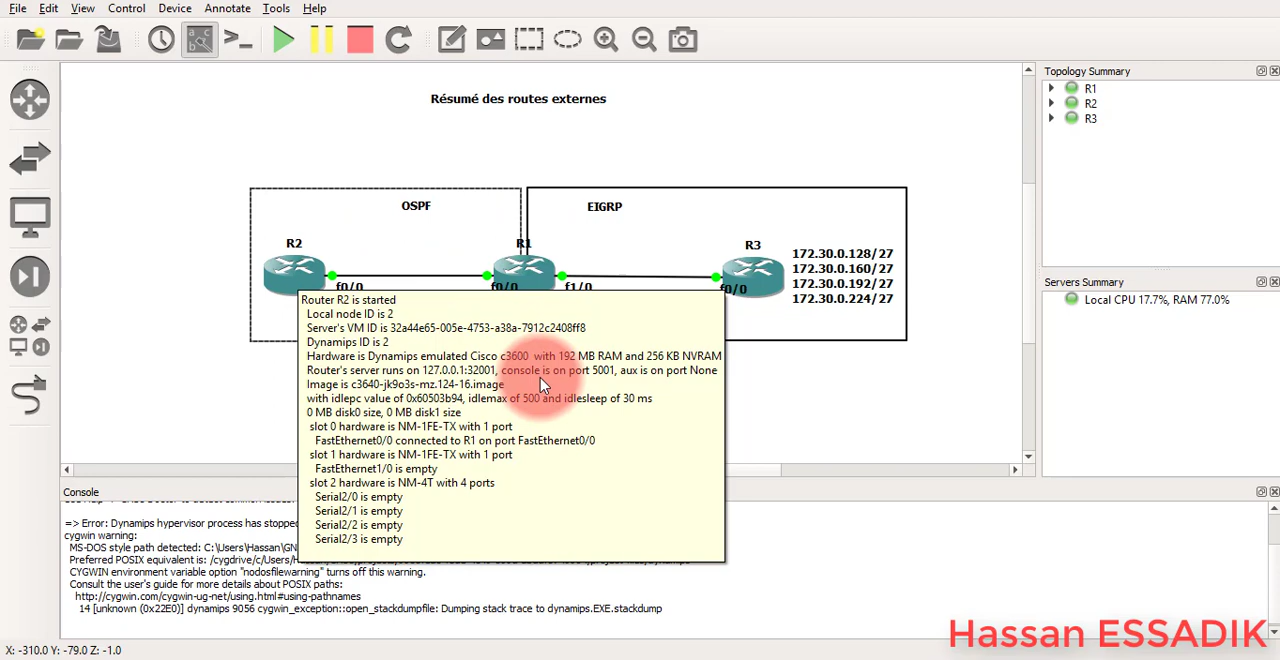 File Edit View Control Device Annotate Tools Help
Résumé des routes externes
OSPF
EIGRP
R2
R1
R3
f0/0
f0/0
f1/0
f0/0
172.30.0.128/27
172.30.0.160/27
172.30.0.192/27
172.30.0.224/27
Router R2 is started
Local node ID is 2
Server's VM ID is 32a44e65-005e-4753-a38a-7912c2408ff8
Dynamips ID is 2
Hardware is Dynamips emulated Cisco c3600 with 192 MB RAM and 256 KB NVRAM
Router's server runs on 127.0.0.1:32001, console is on port 5001, aux is on port None
Image is c3640-jk9o3s-mz.124-16.image
with idlepc value of 0x60503b94, idlemax of 500 and idlesleep of 30 ms
0 MB disk0 size, 0 MB disk1 size
slot 0 hardware is NM-1FE-TX with 1 port
FastEthernet0/0 connected to R1 on port FastEthernet0/0
slot 1 hardware is NM-1FE-TX with 1 port
FastEthernet1/0 is empty
slot 2 hardware is NM-4T with 4 ports
Serial2/0 is empty
Serial2/1 is empty
Serial2/2 is empty
Serial2/3 is empty
Topology Summary
R1
R2
R3
Servers Summary
Local CPU 17.7%, RAM 77.0%
Console
=> Error: Dynamips hypervisor process has stopped
cygwin warning:
MS-DOS style path detected: C:\Users\Hassan\GN
Preferred POSIX equivalent is: /cygdrive/c/Users/
CYGWIN environment variable option "nodosfilewarning" turns off this warning.
Consult the user's guide for more details about POSIX paths:
http://cygwin.com/cygwin-ug-net/using.html#using-pathnames
14 [unknown (0x22E0)] dynamips 9056 cygwin_exception::open_stackdumpfile: Dumping stack trace to dynamips.EXE.stackdump
Hassan ESSADIK
X: -310.0 Y: -79.0 Z: -1.0